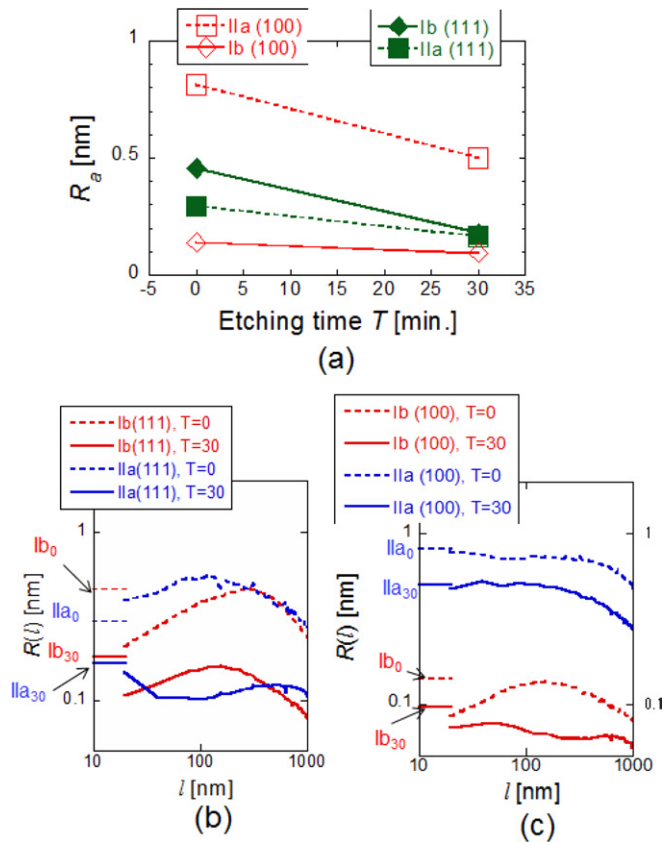 IIa (100)
Ib (100)
Ib (111)
IIa (111)
1
0.5
0
R a [nm]
-5 0 5 10 15 20 25 30 35
Etching time T [min.]
(a)
Ib(111), T=0
Ib(111), T=30
IIa(111), T=0
IIa(111), T=30
Ib0
IIa0
Ib30
IIa30
1
0.1
R(l) [nm]
10 100 1000
l [nm]
(b)
Ib (100), T=0
Ib (100), T=30
IIa (100), T=0
IIa (100), T=30
IIa0
IIa30
Ib0
Ib30
1
0.1
1
0.1
R(l) [nm]
10 100 1000
l [nm]
(c)